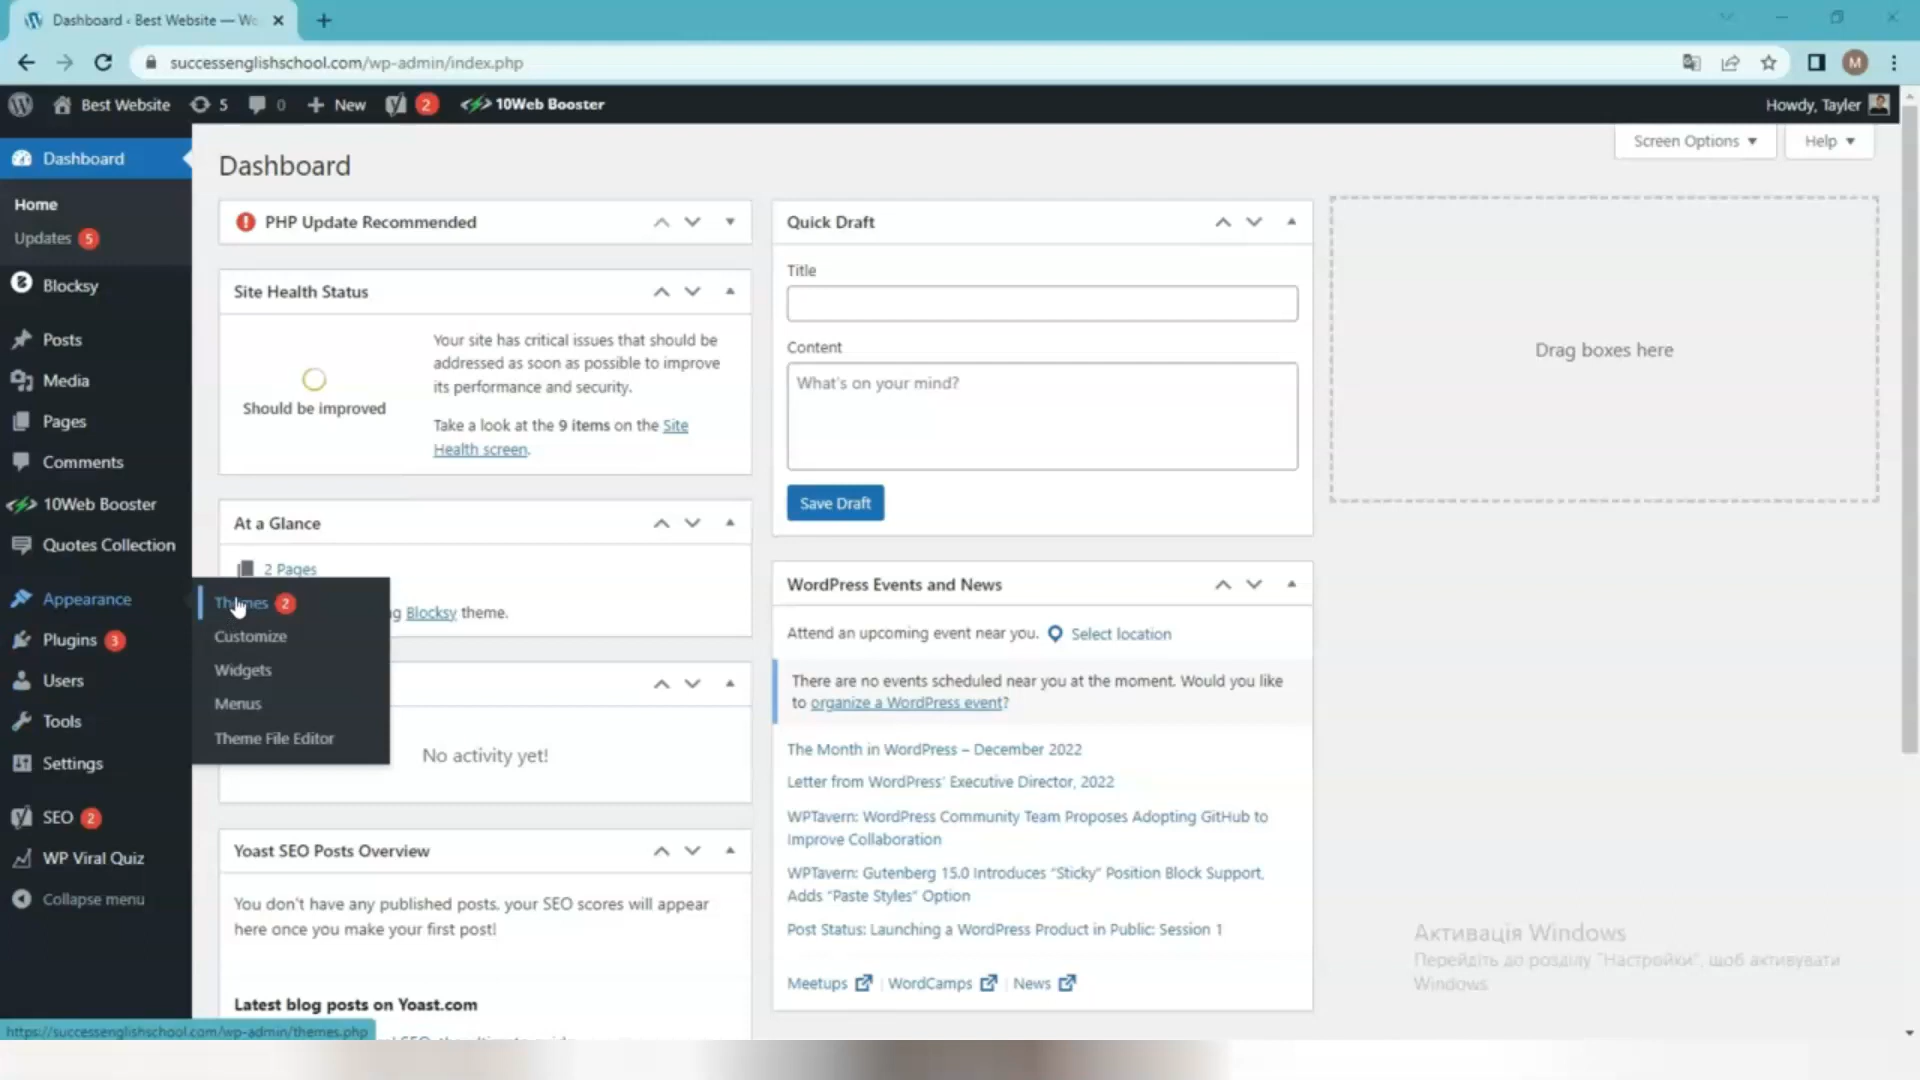 Dashboard ‹ Best Website — Wo
successenglishschool.com/wp-admin/index.php
M
Best Website 5 0 New 2 10Web Booster
Howdy, Tayler
Screen Options
Help
Dashboard
Home
Updates 5
Blocksy
Posts
Media
Pages
Comments
10Web Booster
Quotes Collection
Appearance
Plugins 3
Users
Tools
Settings
SEO 2
WP Viral Quiz
Collapse menu
Themes 2
Customize
Widgets
Menus
Theme File Editor
Dashboard
PHP Update Recommended
Site Health Status
Should be improved
Your site has critical issues that should be
addressed as soon as possible to improve
its performance and security.
Take a look at the 9 items on the Site
Health screen.
At a Glance
2 Pages
Blocksy theme.
No activity yet!
Yoast SEO Posts Overview
You don't have any published posts, your SEO scores will appear
here once you make your first post!
Latest blog posts on Yoast.com
Quick Draft
Title
Content
What's on your mind?
Save Draft
WordPress Events and News
Attend an upcoming event near you. Select location
There are no events scheduled near you at the moment. Would you like
to organize a WordPress event?
The Month in WordPress – December 2022
Letter from WordPress' Executive Director, 2022
WPTavern: WordPress Community Team Proposes Adopting GitHub to
Improve Collaboration
WPTavern: Gutenberg 15.0 Introduces "Sticky" Position Block Support,
Adds "Paste Styles" Option
Post Status: Launching a WordPress Product in Public: Session 1
Meetups | WordCamps | News
Drag boxes here
Активація Windows
Перейдіть до розділу "Настройки", щоб активувати
Windows
https://successenglishschool.com/wp-admin/themes.php